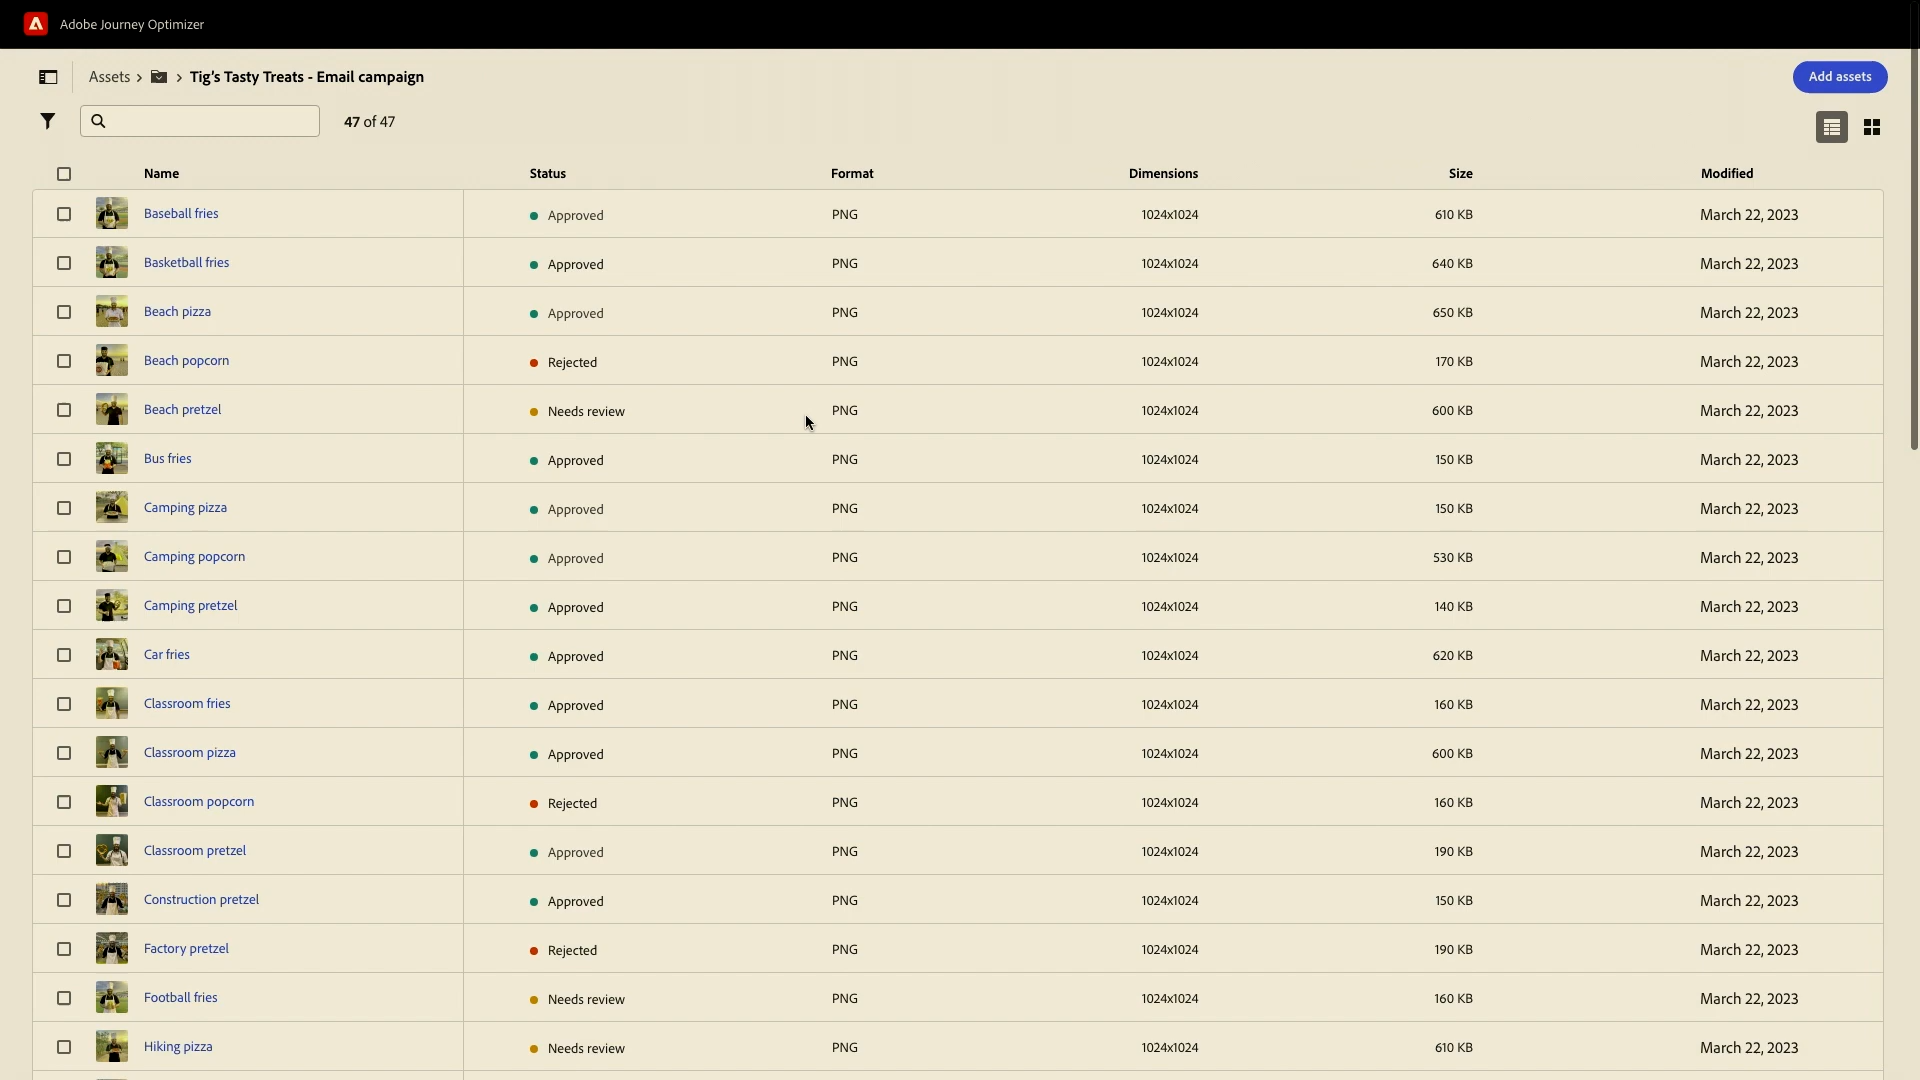 Adobe Journey Optimizer
Assets > > Tig's Tasty Treats - Email campaign
Add assets
47 of 47
Name Status Format Dimensions Size Modified
Baseball fries Approved PNG 1024x1024 610 KB March 22, 2023
Basketball fries Approved PNG 1024x1024 640 KB March 22, 2023
Beach pizza Approved PNG 1024x1024 650 KB March 22, 2023
Beach popcorn Rejected PNG 1024x1024 170 KB March 22, 2023
Beach pretzel Needs review PNG 1024x1024 600 KB March 22, 2023
Bus fries Approved PNG 1024x1024 150 KB March 22, 2023
Camping pizza Approved PNG 1024x1024 150 KB March 22, 2023
Camping popcorn Approved PNG 1024x1024 530 KB March 22, 2023
Camping pretzel Approved PNG 1024x1024 140 KB March 22, 2023
Car fries Approved PNG 1024x1024 620 KB March 22, 2023
Classroom fries Approved PNG 1024x1024 160 KB March 22, 2023
Classroom pizza Approved PNG 1024x1024 600 KB March 22, 2023
Classroom popcorn Rejected PNG 1024x1024 160 KB March 22, 2023
Classroom pretzel Approved PNG 1024x1024 190 KB March 22, 2023
Construction pretzel Approved PNG 1024x1024 150 KB March 22, 2023
Factory pretzel Rejected PNG 1024x1024 190 KB March 22, 2023
Football fries Needs review PNG 1024x1024 160 KB March 22, 2023
Hiking pizza Needs review PNG 1024x1024 610 KB March 22, 2023